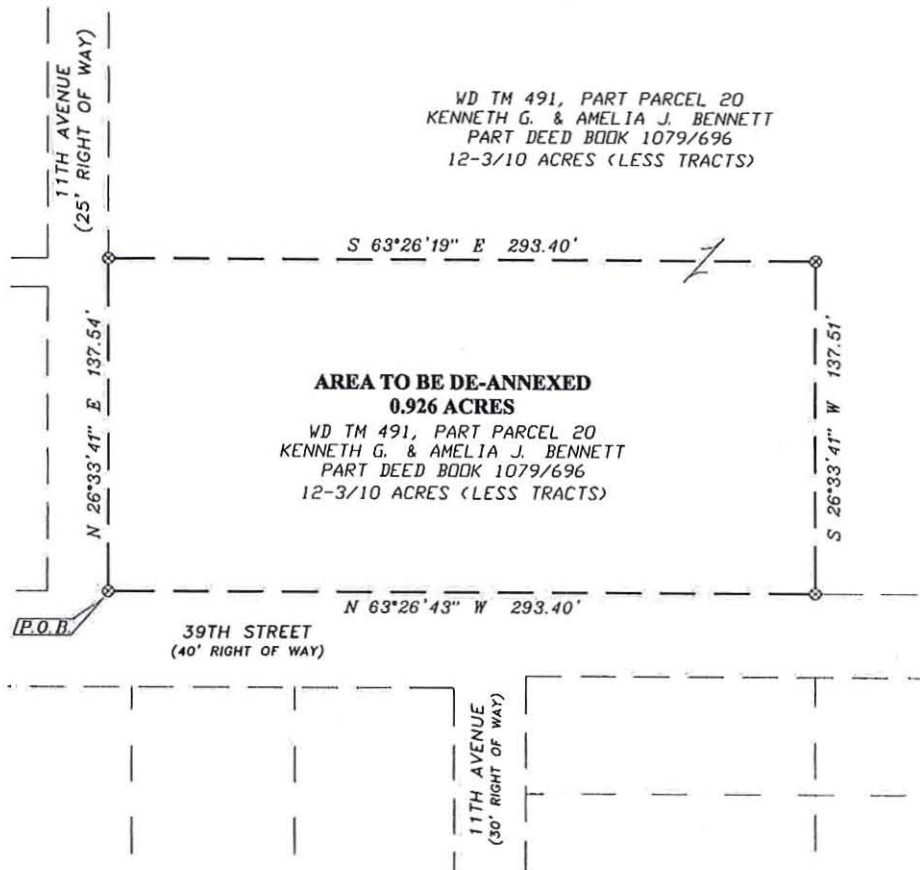 11TH AVENUE
(25' RIGHT OF WAY)
WD TM 491, PART PARCEL 20
KENNETH G. & AMELIA J. BENNETT
PART DEED BOOK 1079/696
12-3/10 ACRES (LESS TRACTS)
S 63°26'19" E 293.40'
N 26°33'41" E 137.54'
S 26°33'41" W 137.51'
AREA TO BE DE-ANNEXED
0.926 ACRES
WD TM 491, PART PARCEL 20
KENNETH G. & AMELIA J. BENNETT
PART DEED BOOK 1079/696
12-3/10 ACRES (LESS TRACTS)
N 63°26'43" W 293.40'
P.O.B.
39TH STREET
(40' RIGHT OF WAY)
11TH AVENUE
(30' RIGHT OF WAY)